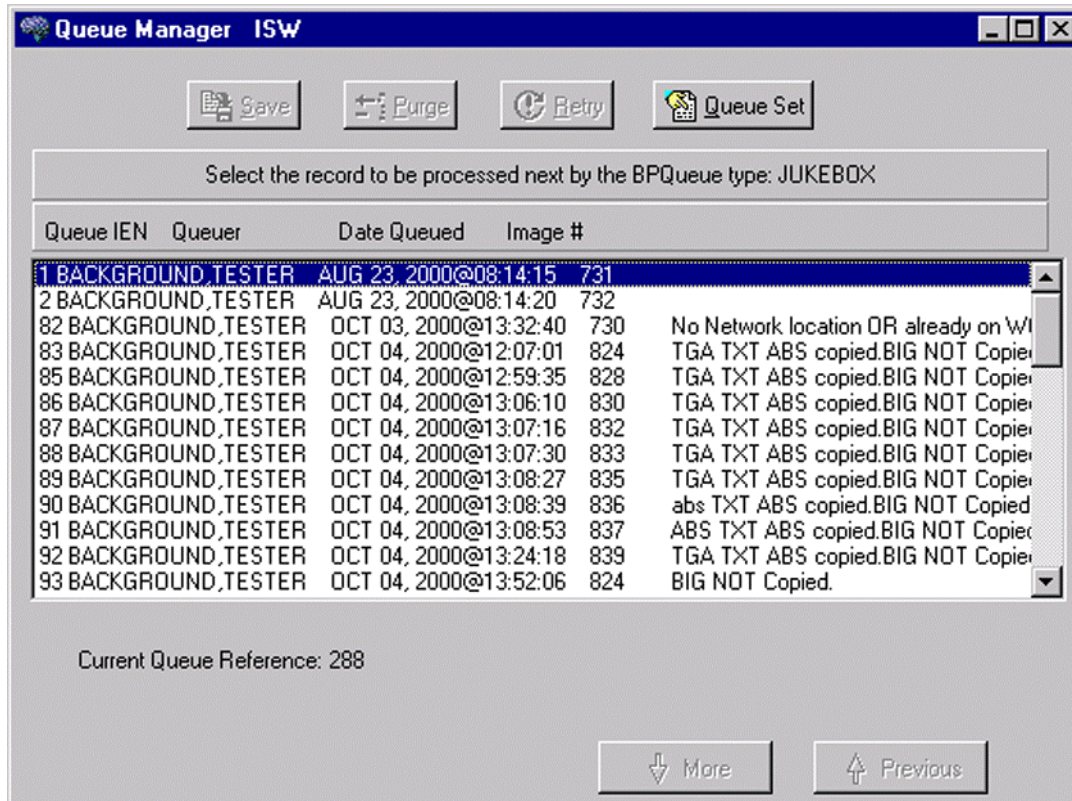 Queue Manager ISW
Save Purge Retry Queue Set
Select the record to be processed next by the BPQueue type: JUKEBOX
Queue IEN Queuer Date Queued Image #
1 BACKGROUND,TESTER AUG 23, 2000@08:14:15 731
2 BACKGROUND,TESTER AUG 23, 2000@08:14:20 732
82 BACKGROUND,TESTER OCT 03, 2000@13:32:40 730 No Network location OR already on
83 BACKGROUND,TESTER OCT 04, 2000@12:07:01 824 TGA TXT ABS copied.BIG NOT
85 BACKGROUND,TESTER OCT 04, 2000@12:59:35 828 TGA TXT ABS copied.BIG NOT
86 BACKGROUND,TESTER OCT 04, 2000@13:06:10 830 TGA TXT ABS copied.BIG NOT
87 BACKGROUND,TESTER OCT 04, 2000@13:07:16 832 TGA TXT ABS copied.BIG NOT
88 BACKGROUND,TESTER OCT 04, 2000@13:07:30 833 TGA TXT ABS copied.BIG NOT
89 BACKGROUND,TESTER OCT 04, 2000@13:08:27 835 TGA TXT ABS copied.BIG NOT
90 BACKGROUND,TESTER OCT 04, 2000@13:08:39 836 abs TXT ABS copied.BIG NOT Copied
91 BACKGROUND,TESTER OCT 04, 2000@13:08:53 837 ABS TXT ABS copied.BIG NOT
92 BACKGROUND,TESTER OCT 04, 2000@13:24:18 839 TGA TXT ABS copied.BIG NOT
93 BACKGROUND,TESTER OCT 04, 2000@13:52:06 824 BIG NOT Copied.
Current Queue Reference: 288
More Previous